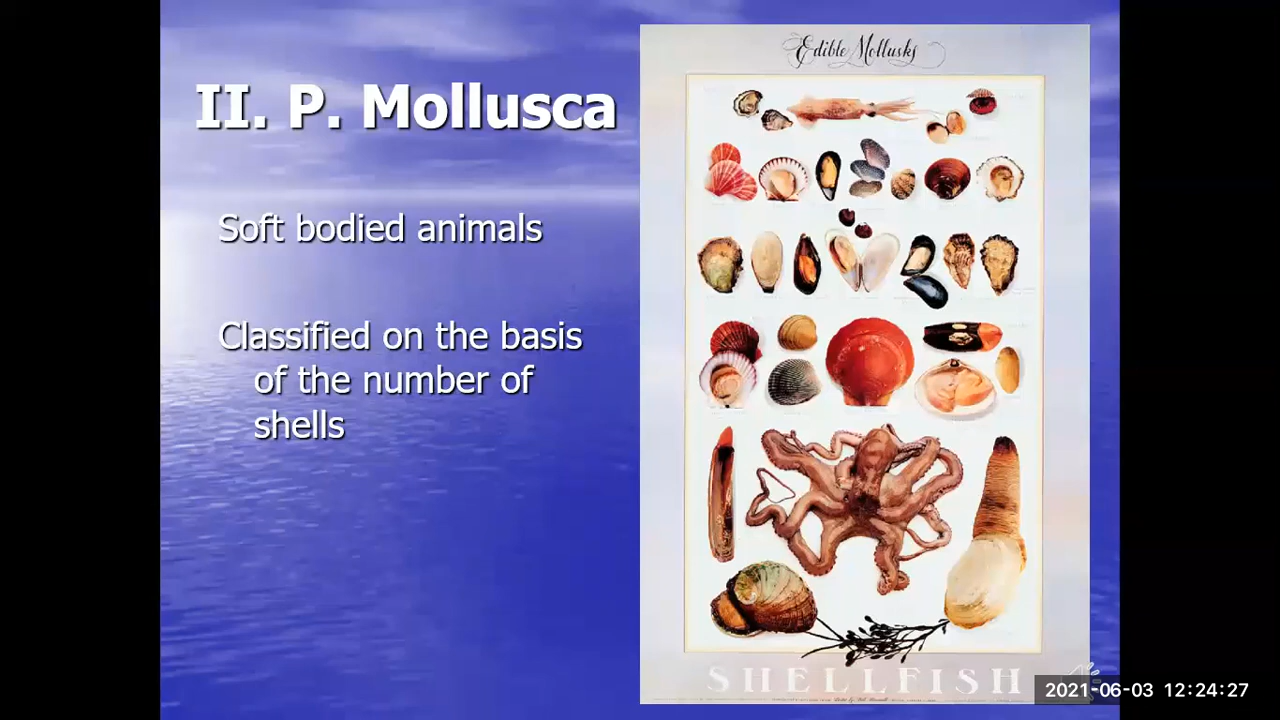 II. P. Mollusca
Soft bodied animals
Classified on the basis
of the number of
shells
Edible Mollusks
SHELLFISH
2021-06-03 12:24:27